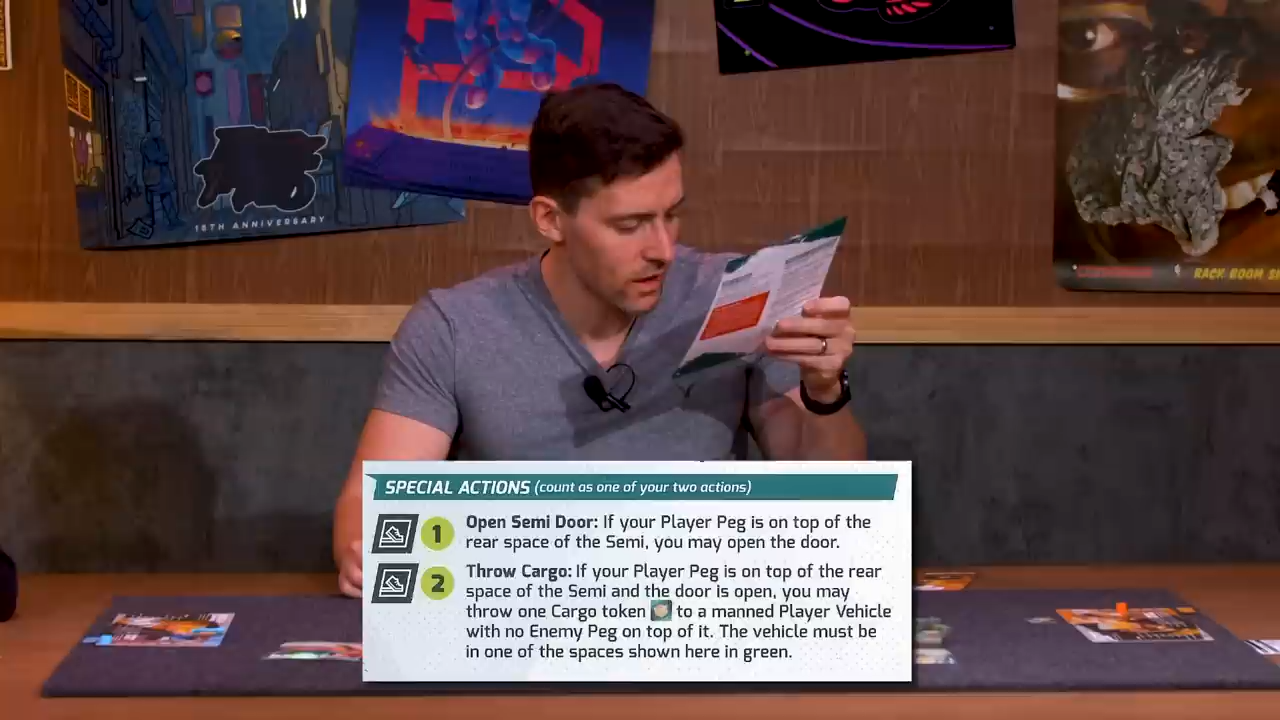 15TH ANNIVERSARY
RACK ROOM
SPECIAL ACTIONS (count as one of your two actions)
1 Open Semi Door: If your Player Peg is on top of the
rear space of the Semi, you may open the door.
2 Throw Cargo: If your Player Peg is on top of the rear
space of the Semi and the door is open, you may
throw one Cargo token to a manned Player Vehicle
with no Enemy Peg on top of it. The vehicle must be
in one of the spaces shown here in green.